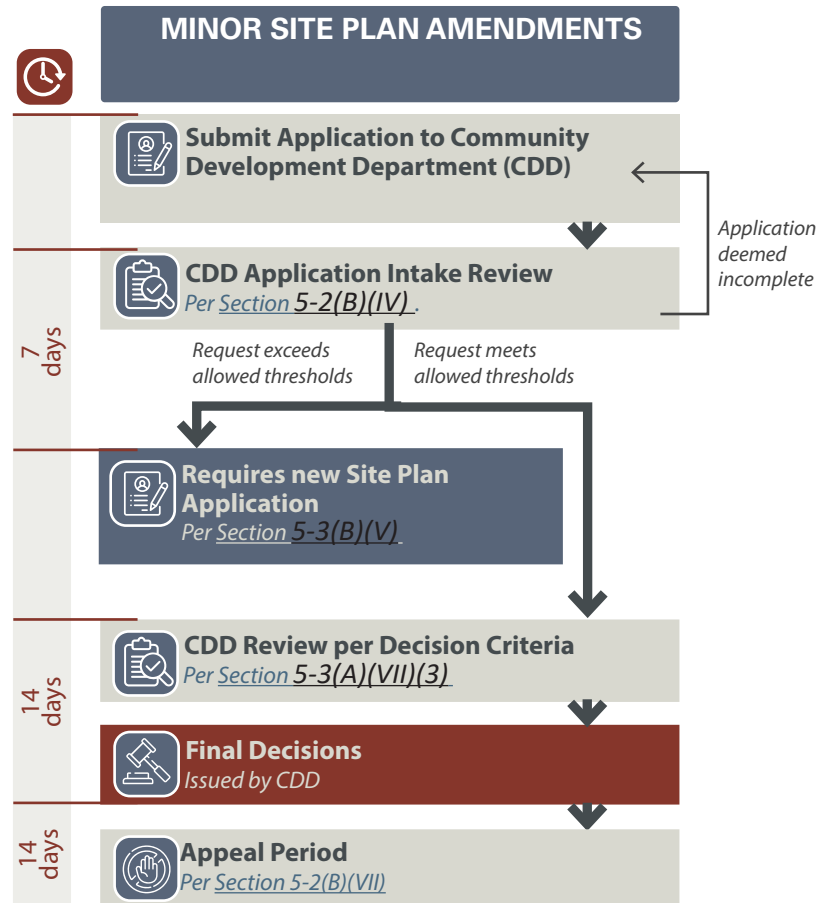 MINOR SITE PLAN AMENDMENTS
Submit Application to Community
Development Department (CDD)
Application
deemed
incomplete
CDD Application Intake Review
Per Section 5-2(B)(IV) .
7
days
Request exceeds
allowed thresholds
Request meets
allowed thresholds
Requires new Site Plan
Application
Per Section 5-3(B)(V)
14
days
CDD Review per Decision Criteria
Per Section 5-3(A)(VII)(3)
Final Decisions
Issued by CDD
14
days
Appeal Period
Per Section 5-2(B)(VII)